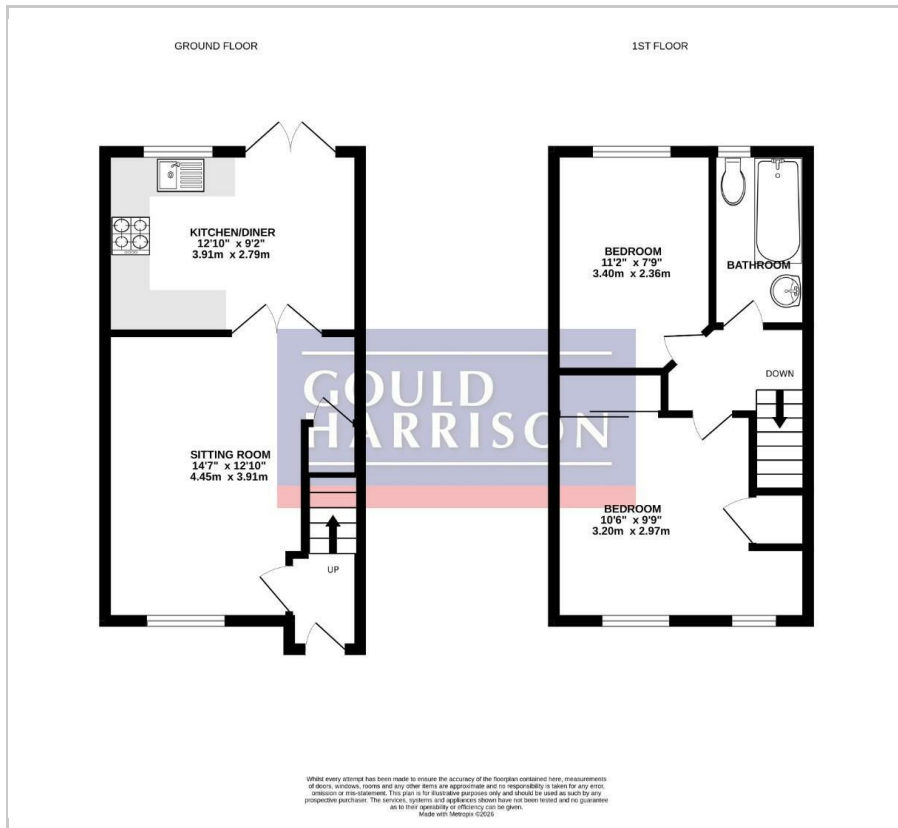 GROUND FLOOR
1ST FLOOR
KITCHEN/DINER
12'10" x 9'2"
3.91m x 2.79m
BEDROOM
11'2" x 7'9"
3.40m x 2.36m
BATHROOM
DOWN
GOULD
HARRISON
SITTING ROOM
14'7" x 12'10"
4.45m x 3.91m
BEDROOM
10'6" x 9'9"
3.20m x 2.97m
UP
Whilst every attempt has been made to ensure the accuracy of the floorplan contained here, measurements
of doors, windows, rooms and any other items are approximate and no responsibility is taken for any error,
omission or mis-statement. This plan is for illustrative purposes only and should be used as such by any
prospective purchaser. The services, systems and appliances shown have not been tested and no guarantee
as to their operability or efficiency can be given.
Made with Metropix ©2026